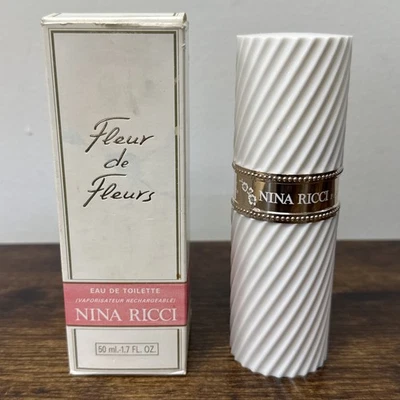 Fleur
de
Fleurs
EAU DE TOILETTE
(VAPORISATEUR RECHARGEABLE)
NINA RICCI
50 ml.-1.7 FL. OZ.
NINA RICCI